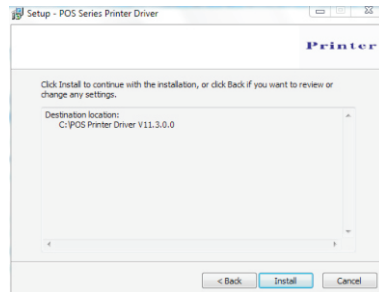 Setup - POS Series Printer Driver
Printer
Click Install to continue with the installation, or click Back if you want to review or
change any settings.
Destination location:
C:\POS Printer Driver V11.3.0.0
< Back
Install
Cancel